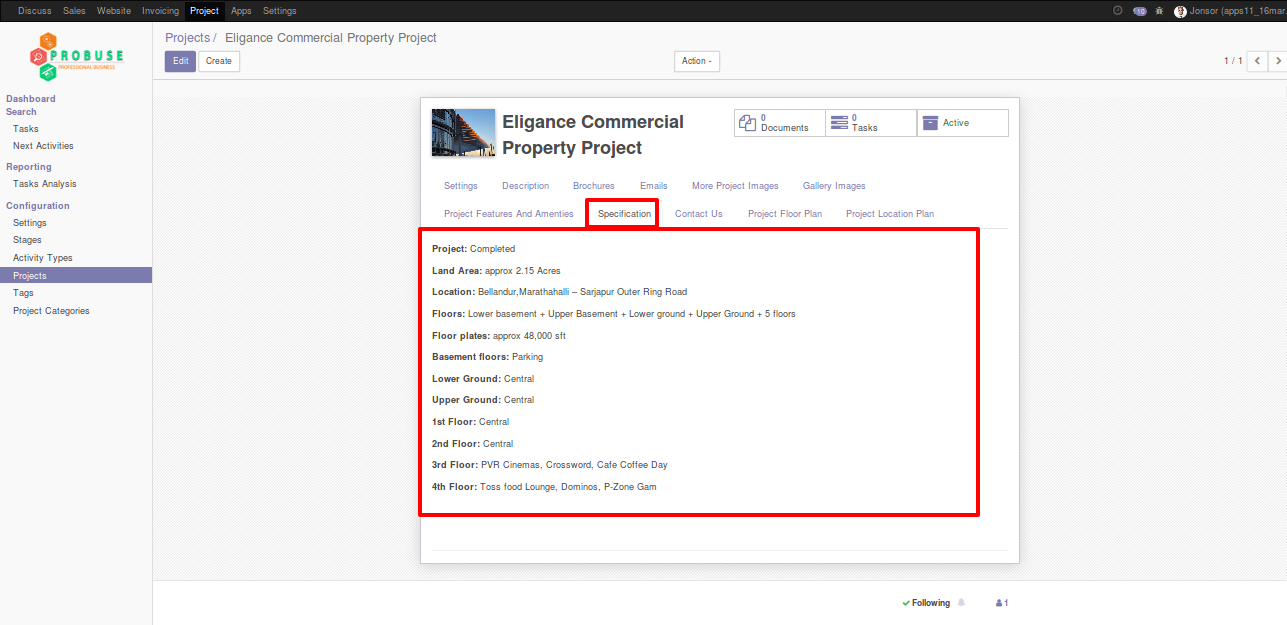 Discuss Sales Website Invoicing Project Apps Settings
10 Jonsor (apps11_16mar.
PROBUSE
PROFESSIONAL BUSINESS
Projects / Eligance Commercial Property Project
Edit Create Action - 1 / 1
Dashboard
Search
Tasks
Next Activities
Reporting
Tasks Analysis
Configuration
Settings
Stages
Activity Types
Projects
Tags
Project Categories
Eligance Commercial
Property Project
0
Documents
0
Tasks
Active
Settings Description Brochures Emails More Project Images Gallery Images
Project Features And Amenties Specification Contact Us Project Floor Plan Project Location Plan
Project: Completed
Land Area: approx 2.15 Acres
Location: Bellandur,Marathahalli – Sarjapur Outer Ring Road
Floors: Lower basement + Upper Basement + Lower ground + Upper Ground + 5 floors
Floor plates: approx 48,000 sft
Basement floors: Parking
Lower Ground: Central
Upper Ground: Central
1st Floor: Central
2nd Floor: Central
3rd Floor: PVR Cinemas, Crossword, Cafe Coffee Day
4th Floor: Toss food Lounge, Dominos, P-Zone Gam
Following 1